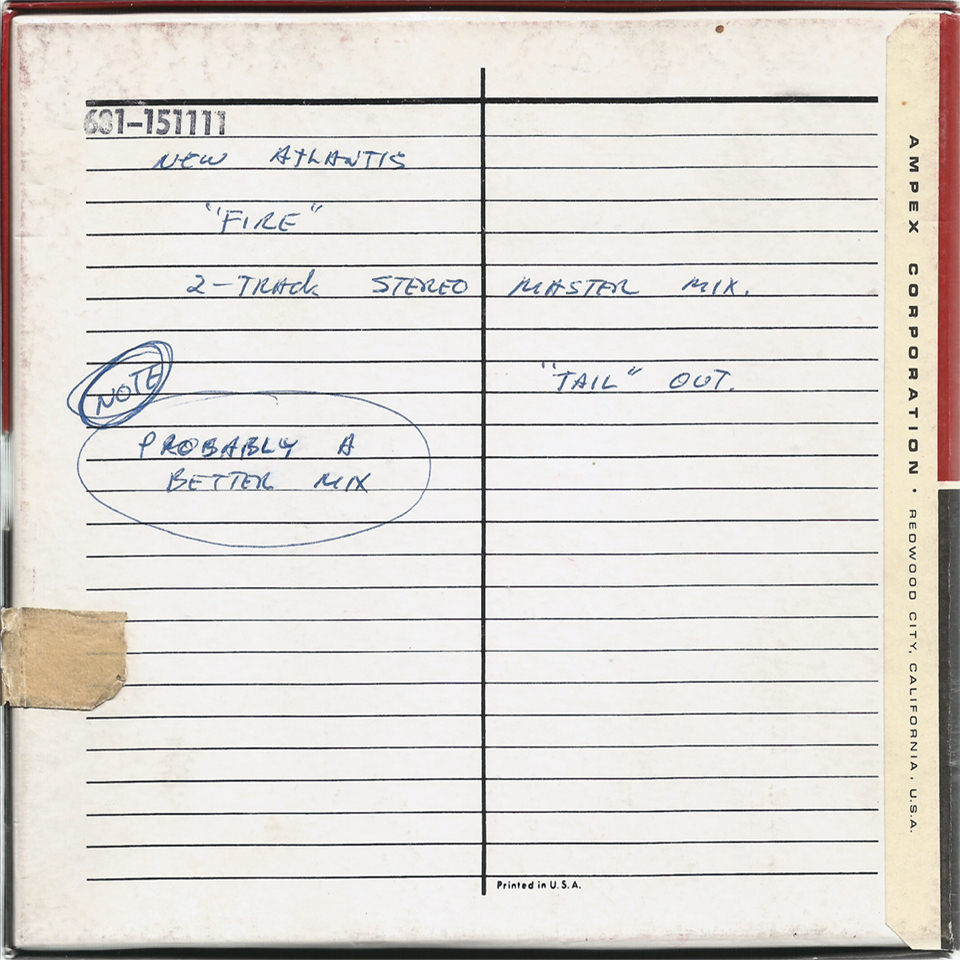 631-151111
NEW ATLANTIS
"FIRE"
2-TRACK STEREO MASTER MIX.
"TAIL" OUT.
NOTE
PROBABLY A
BETTER MIX
Printed in U.S.A.
AMPEX CORPORATION • REDWOOD CITY, CALIFORNIA, U.S.A.